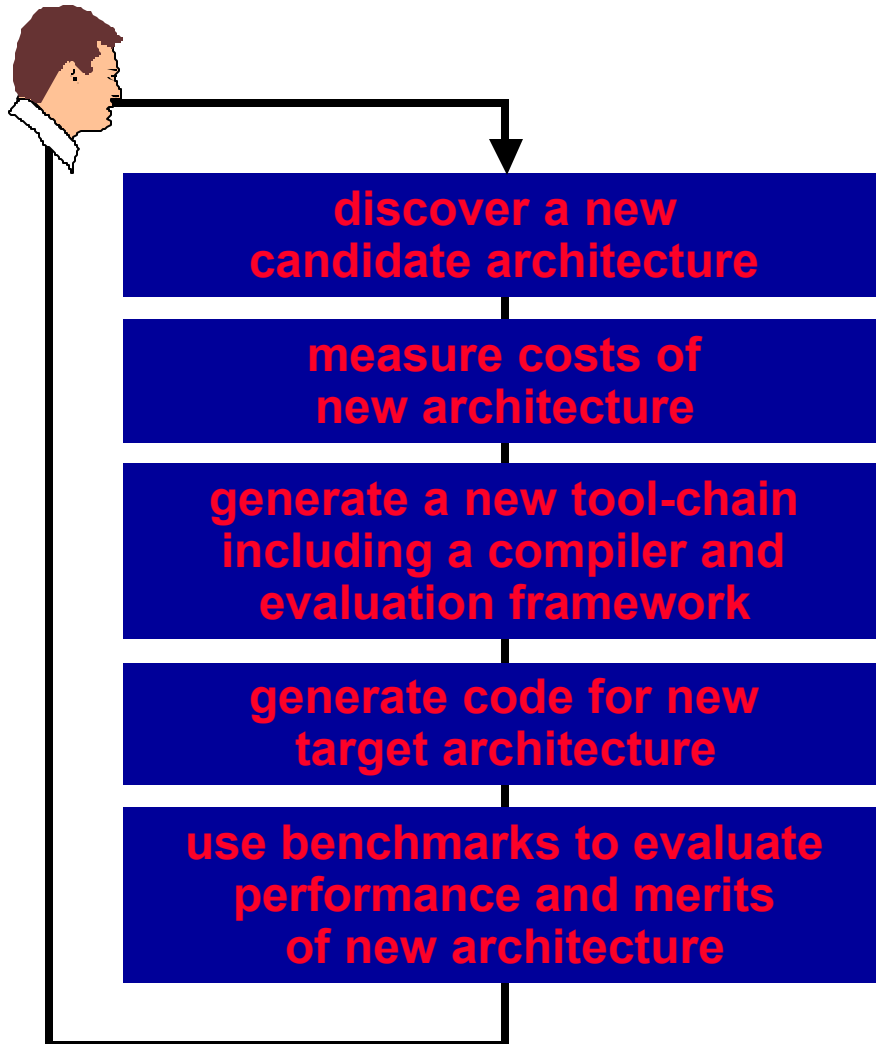 discover a new
candidate architecture
measure costs of
new architecture
generate a new tool-chain
including a compiler and
evaluation framework
generate code for new
target architecture
use benchmarks to evaluate
performance and merits
of new architecture